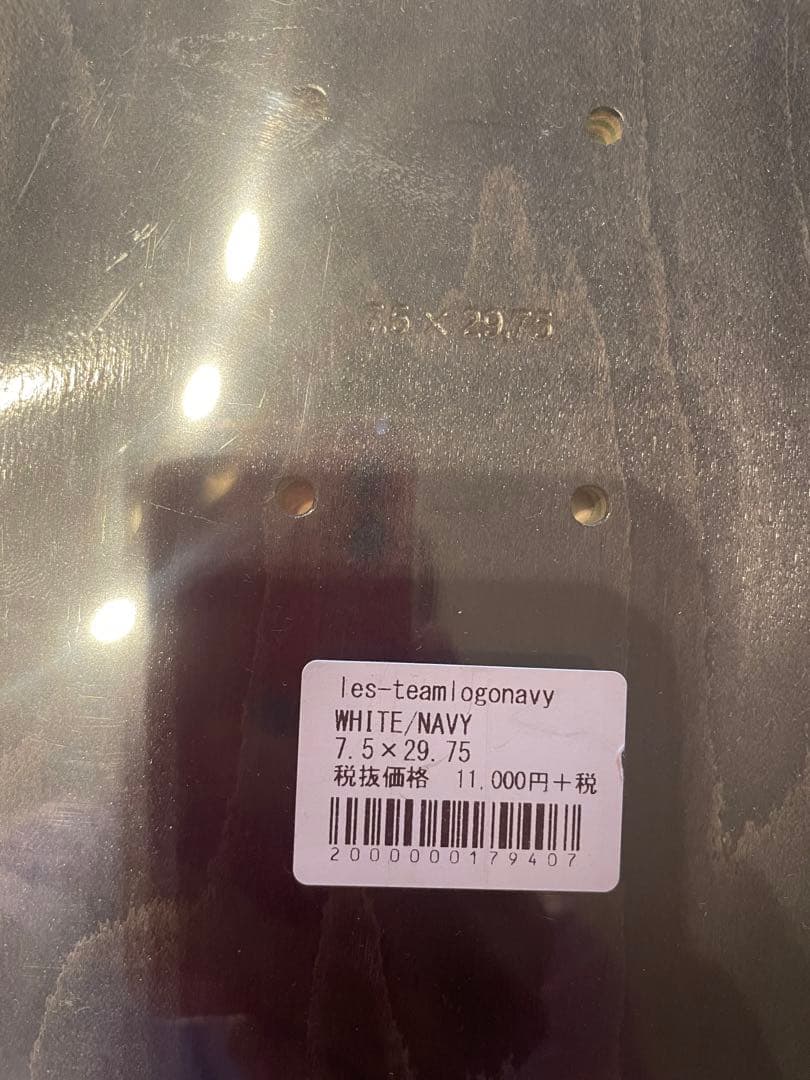 7.5 × 29.75
les-teamlogonavy
WHITE/NAVY
7.5×29.75
税抜価格 11,000円+税
2000000179407